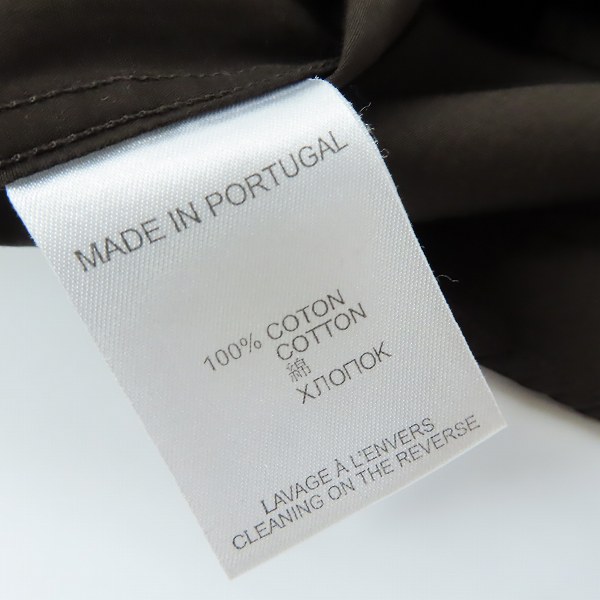 MADE IN PORTUGAL
100% COTON
COTTON
綿
ХЛОПОК
LAVAGE À L'ENVERS
CLEANING ON THE REVERSE